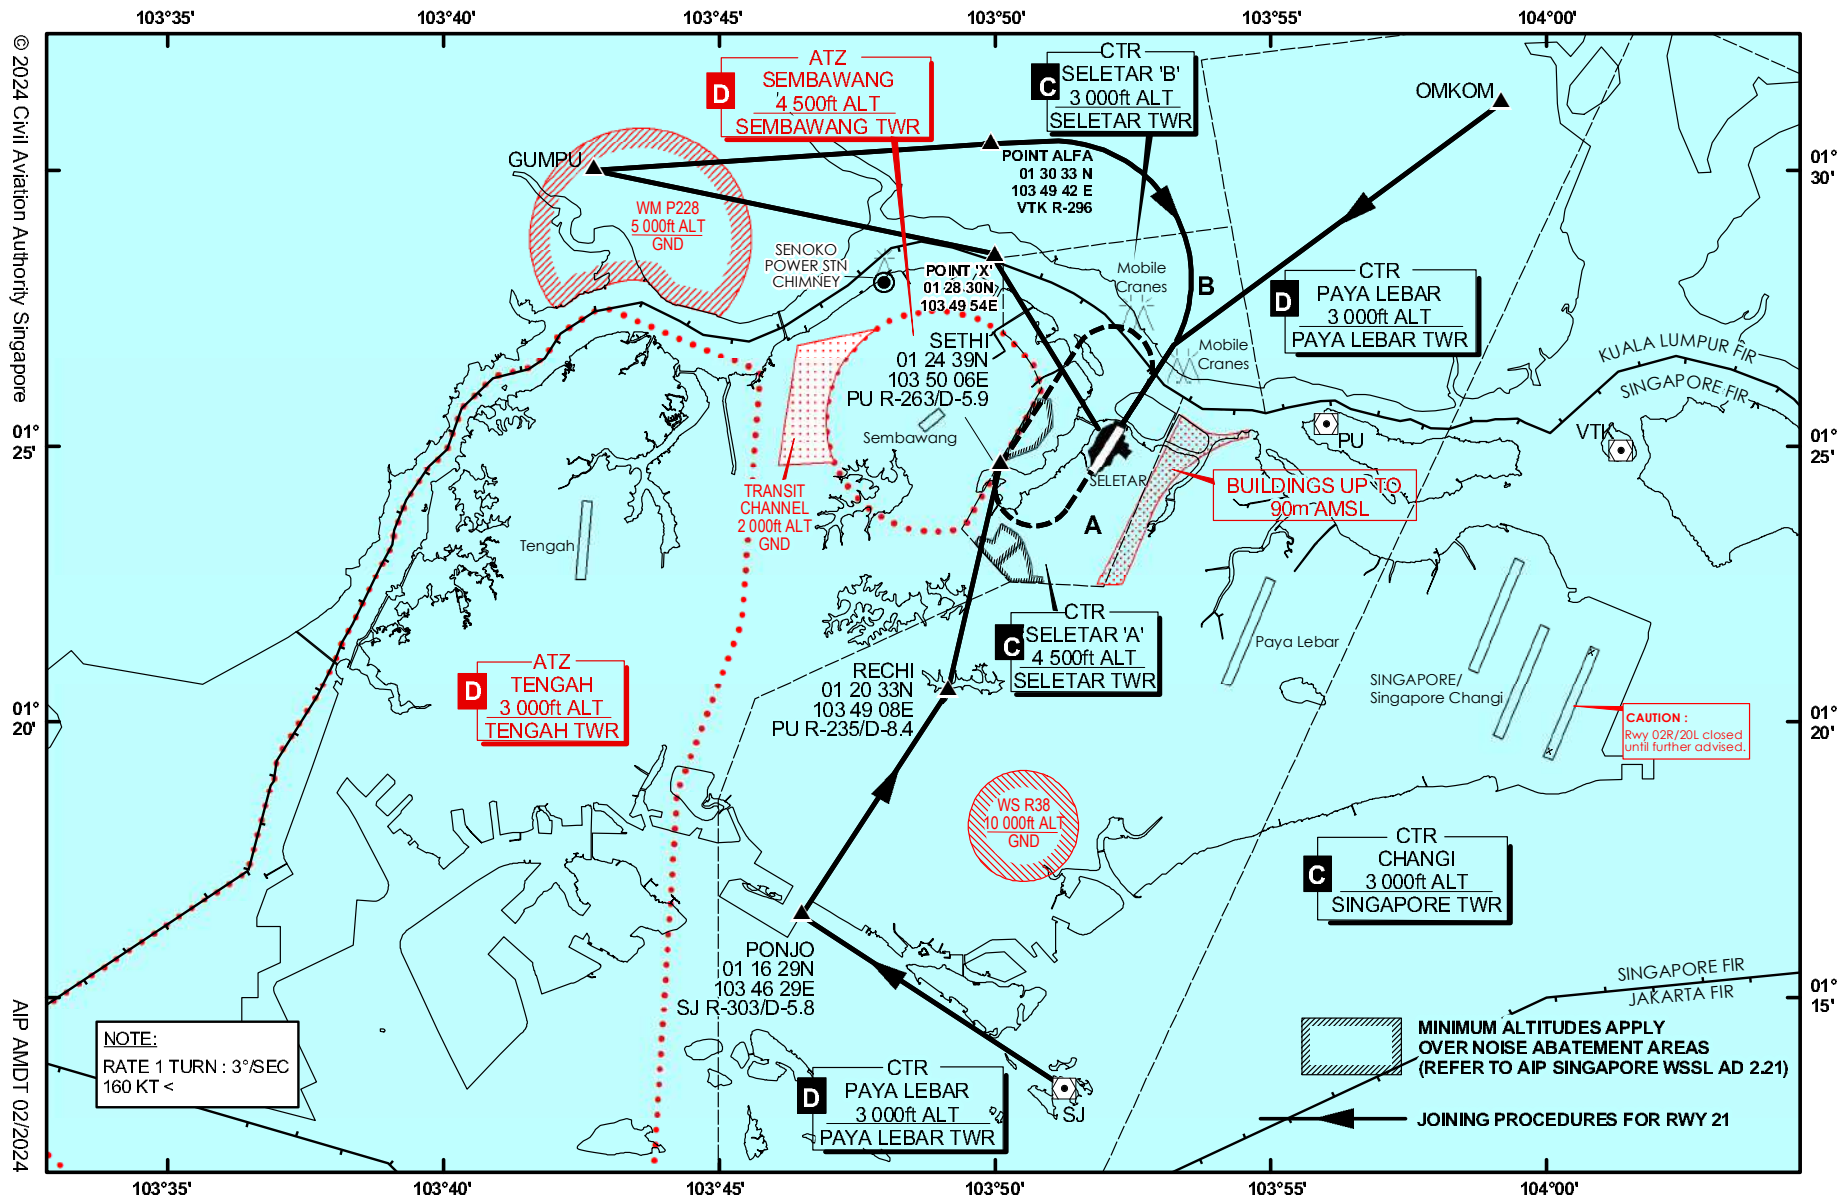 103°35'
103°40'
103°50'
103°55'
104°00'
© 2024 Civil Aviation Authority Singapore
AIP AMDT 02/2024
D
ATZ
SEMBAWANG
4 500ft ALT
SEMBAWANG TWR
C
CTR
SELETAR 'B'
3 000ft ALT
SELETAR TWR
OMKOM
GUMPU
POINT ALFA
01 30 33 N
103 49 42 E
VTK R-296
01°
30'
WM P228
5 000ft ALT
GND
SENOKO
POWER STN
CHIMNEY
POINT 'X'
01 28 30N
103 49 54E
Mobile
Cranes
B
D
CTR
PAYA LEBAR
3 000ft ALT
PAYA LEBAR TWR
SETHI
01 24 39N
103 50 06E
PU R-263/D-5.9
Mobile
Cranes
KUALA LUMPUR FIR
SINGAPORE FIR
Sembawang
PU
VTK
01°
25'
01°
25'
TRANSIT
CHANNEL
2 000ft ALT
GND
SELETAR
A
BUILDINGS UP TO
90m AMSL
Tengah
C
CTR
SELETAR 'A'
4 500ft ALT
SELETAR TWR
Paya Lebar
D
ATZ
TENGAH
3 000ft ALT
TENGAH TWR
RECHI
01 20 33N
103 49 08E
PU R-235/D-8.4
SINGAPORE/
Singapore Changi
x
x
CAUTION :
Rwy 02R/20L closed
until further advised.
01°
20'
01°
20'
WS R38
10 000ft ALT
GND
C
CTR
CHANGI
3 000ft ALT
SINGAPORE TWR
PONJO
01 16 29N
103 46 29E
SJ R-303/D-5.8
SINGAPORE FIR
JAKARTA FIR
01°
15'
NOTE:
RATE 1 TURN : 3°/SEC
160 KT <
D
CTR
PAYA LEBAR
3 000ft ALT
PAYA LEBAR TWR
SJ
MINIMUM ALTITUDES APPLY
OVER NOISE ABATEMENT AREAS
(REFER TO AIP SINGAPORE WSSL AD 2.21)
JOINING PROCEDURES FOR RWY 21
103°35'
103°40'
103°45'
103°50'
103°55'
104°00'